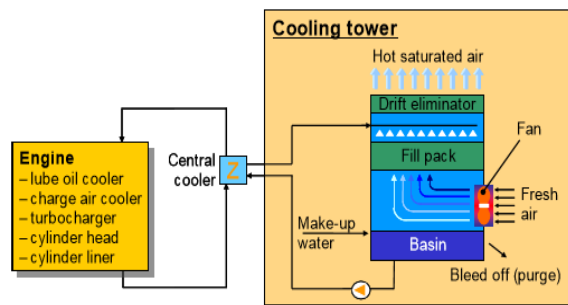 Cooling tower
Hot saturated air
Drift eliminator
Fan
Fill pack
Engine
– lube oil cooler
– charge air cooler
– turbocharger
– cylinder head
– cylinder liner
Central
cooler
Z
Fresh
air
Make-up
water
Basin
Bleed off (purge)